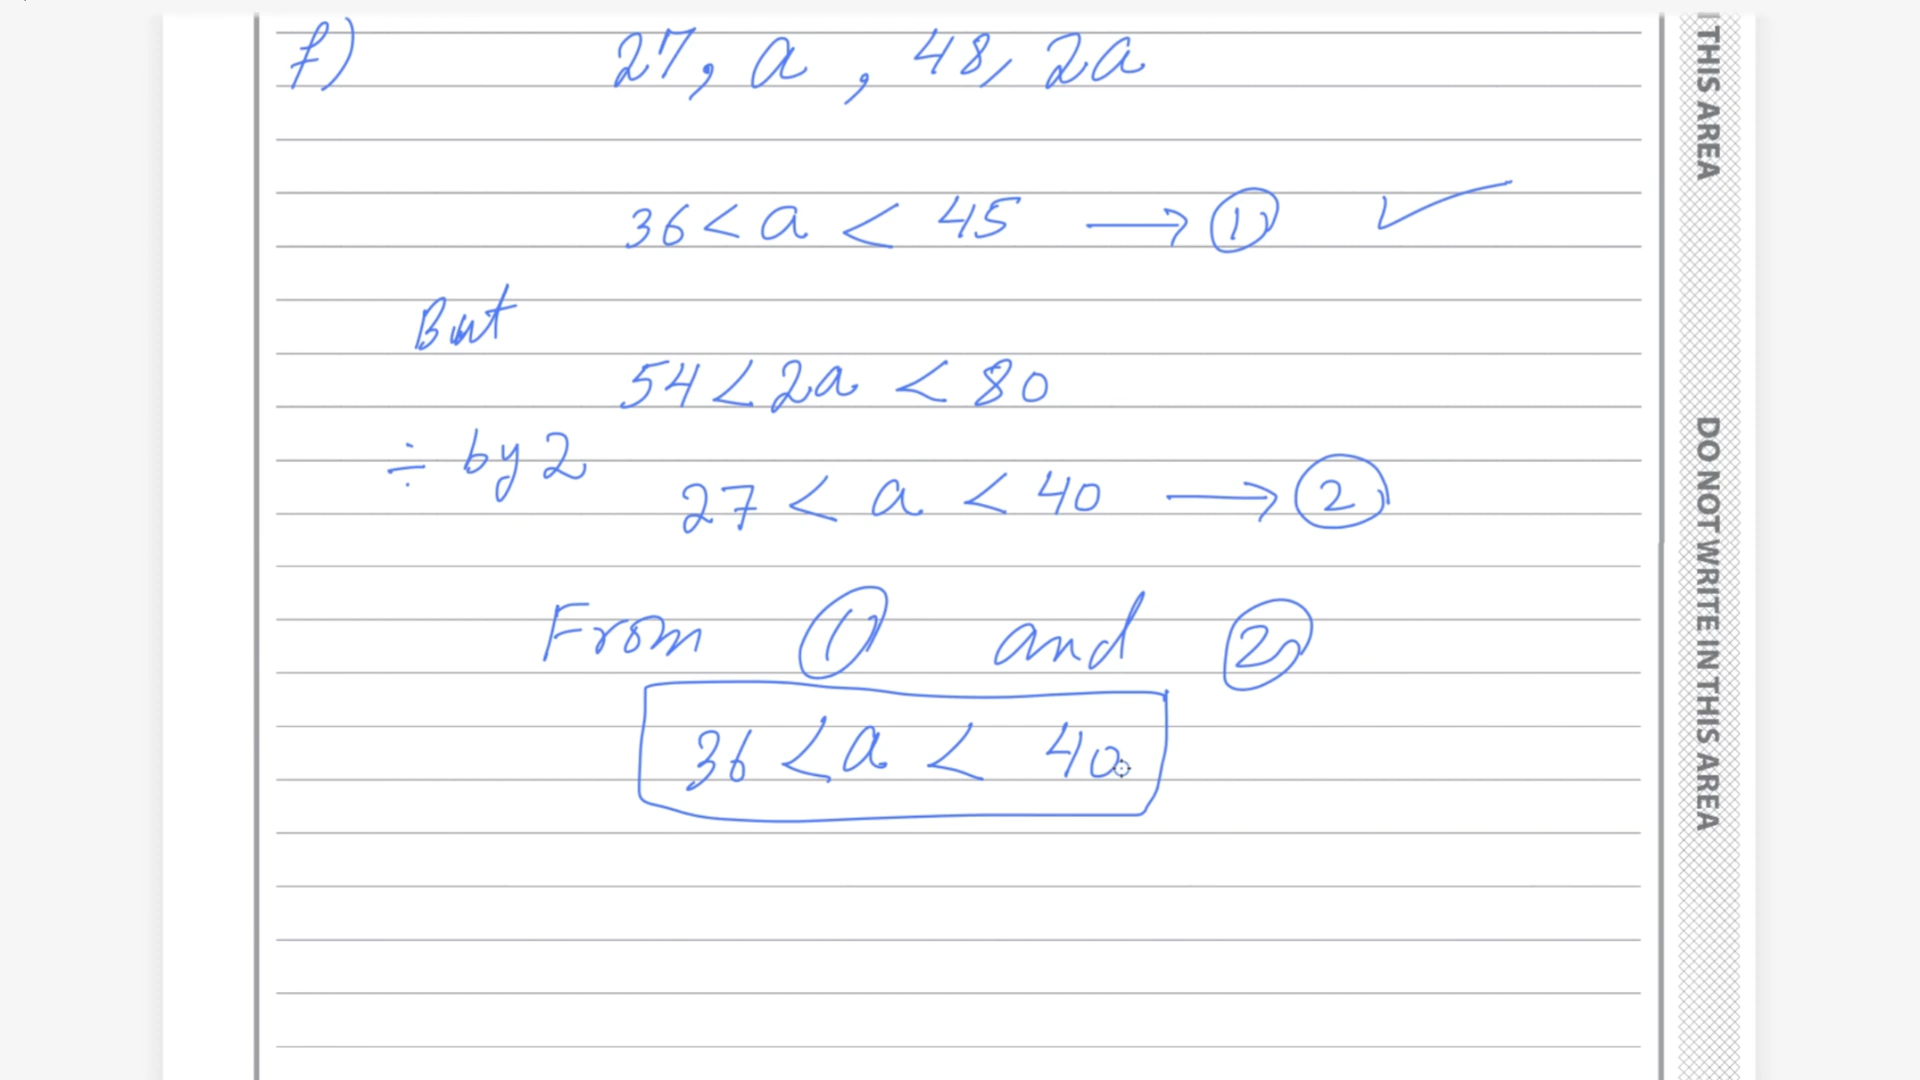 f) 27, a, 48, 2a
36 < a < 45 → ① ✓
But
54 < 2a < 80
÷ by 2
27 < a < 40 → ②
From ① and ②
36 < a < 40
THIS AREA
DO NOT WRITE IN THIS AREA